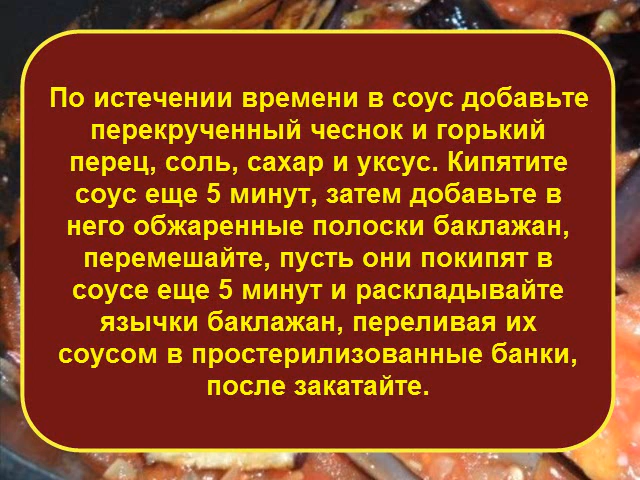 По истечении времени в соус добавьте
перекрученный чеснок и горький
перец, соль, сахар и уксус. Кипятите
соус еще 5 минут, затем добавьте в
него обжаренные полоски баклажан,
перемешайте, пусть они покипят в
соусе еще 5 минут и раскладывайте
язычки баклажан, переливая их
соусом в простерилизованные банки,
после закатайте.